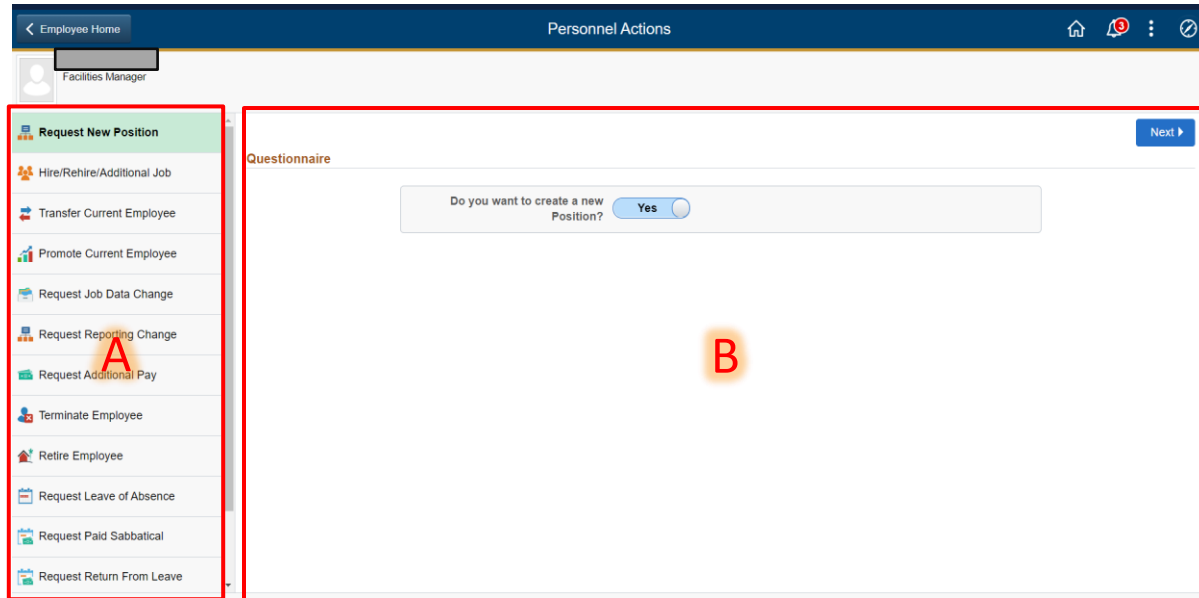 Employee Home
Personnel Actions
3
Facilities Manager
Request New Position
Hire/Rehire/Additional Job
Transfer Current Employee
Promote Current Employee
Request Job Data Change
Request Reporting Change
Request Additional Pay
Terminate Employee
Retire Employee
Request Leave of Absence
Request Paid Sabbatical
Request Return From Leave
A
Next
Questionnaire
Do you want to create a new
Position?
Yes
B